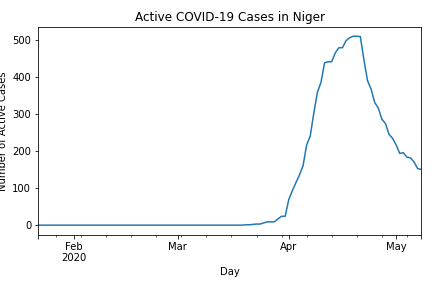 Active COVID-19 Cases in Niger
Number of Active Cases
500
400
300
200
100
0
Feb
2020
Mar
Apr
May
Day